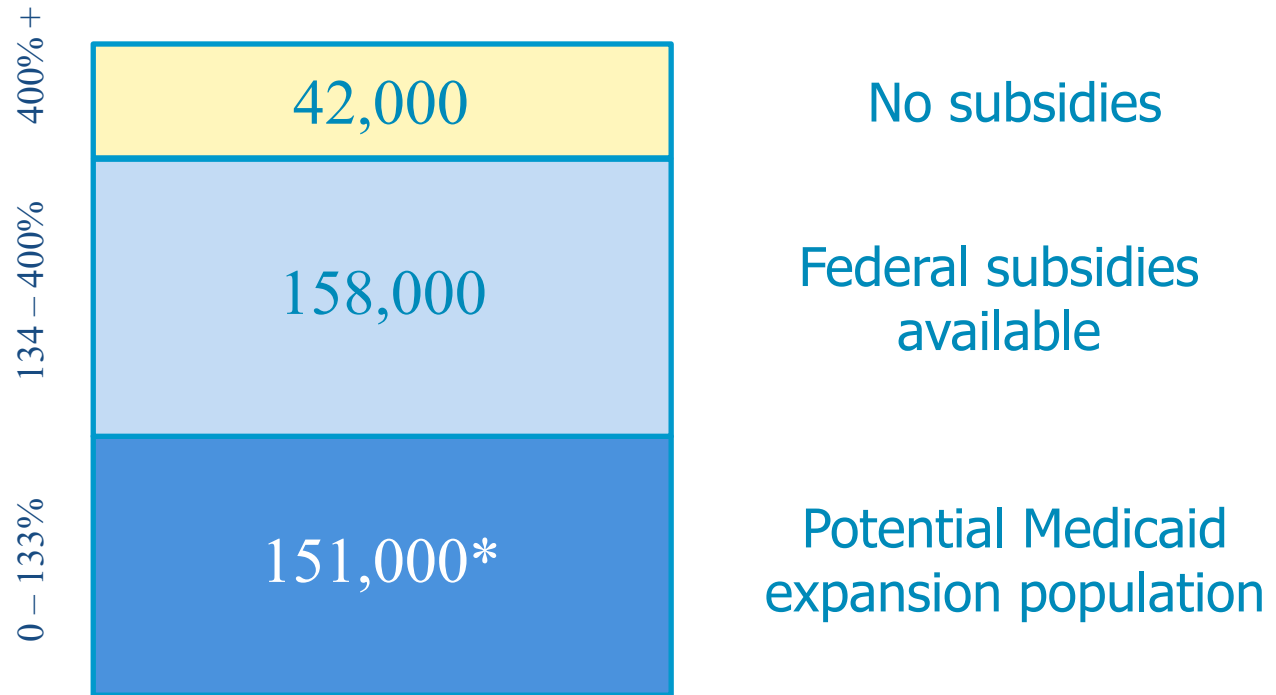 400% +
42,000
No subsidies
134 – 400%
158,000
Federal subsidies
available
0 – 133%
151,000*
Potential Medicaid
expansion population